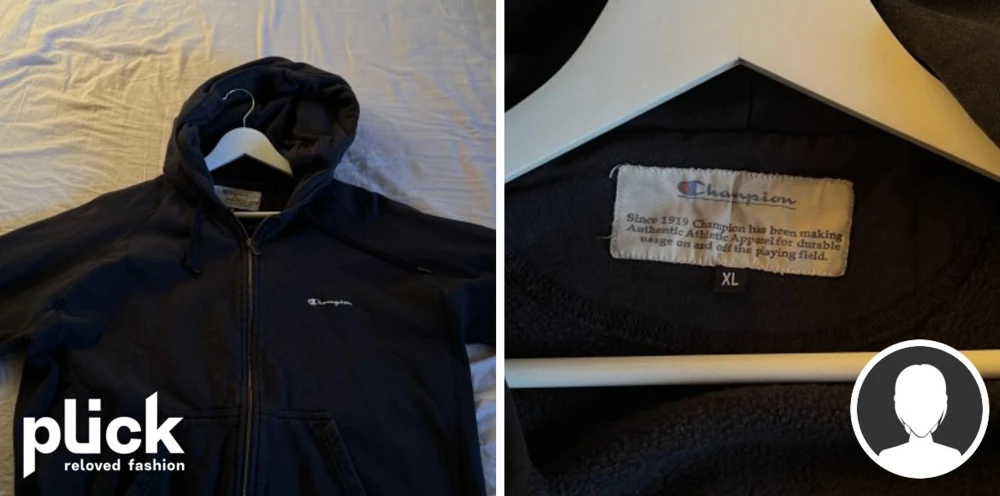 Champion
plick
reloved fashion
Champion
Since 1919 Champion has been making
Authentic Athletic Apparel for durable
usage on and off the playing field.
XL